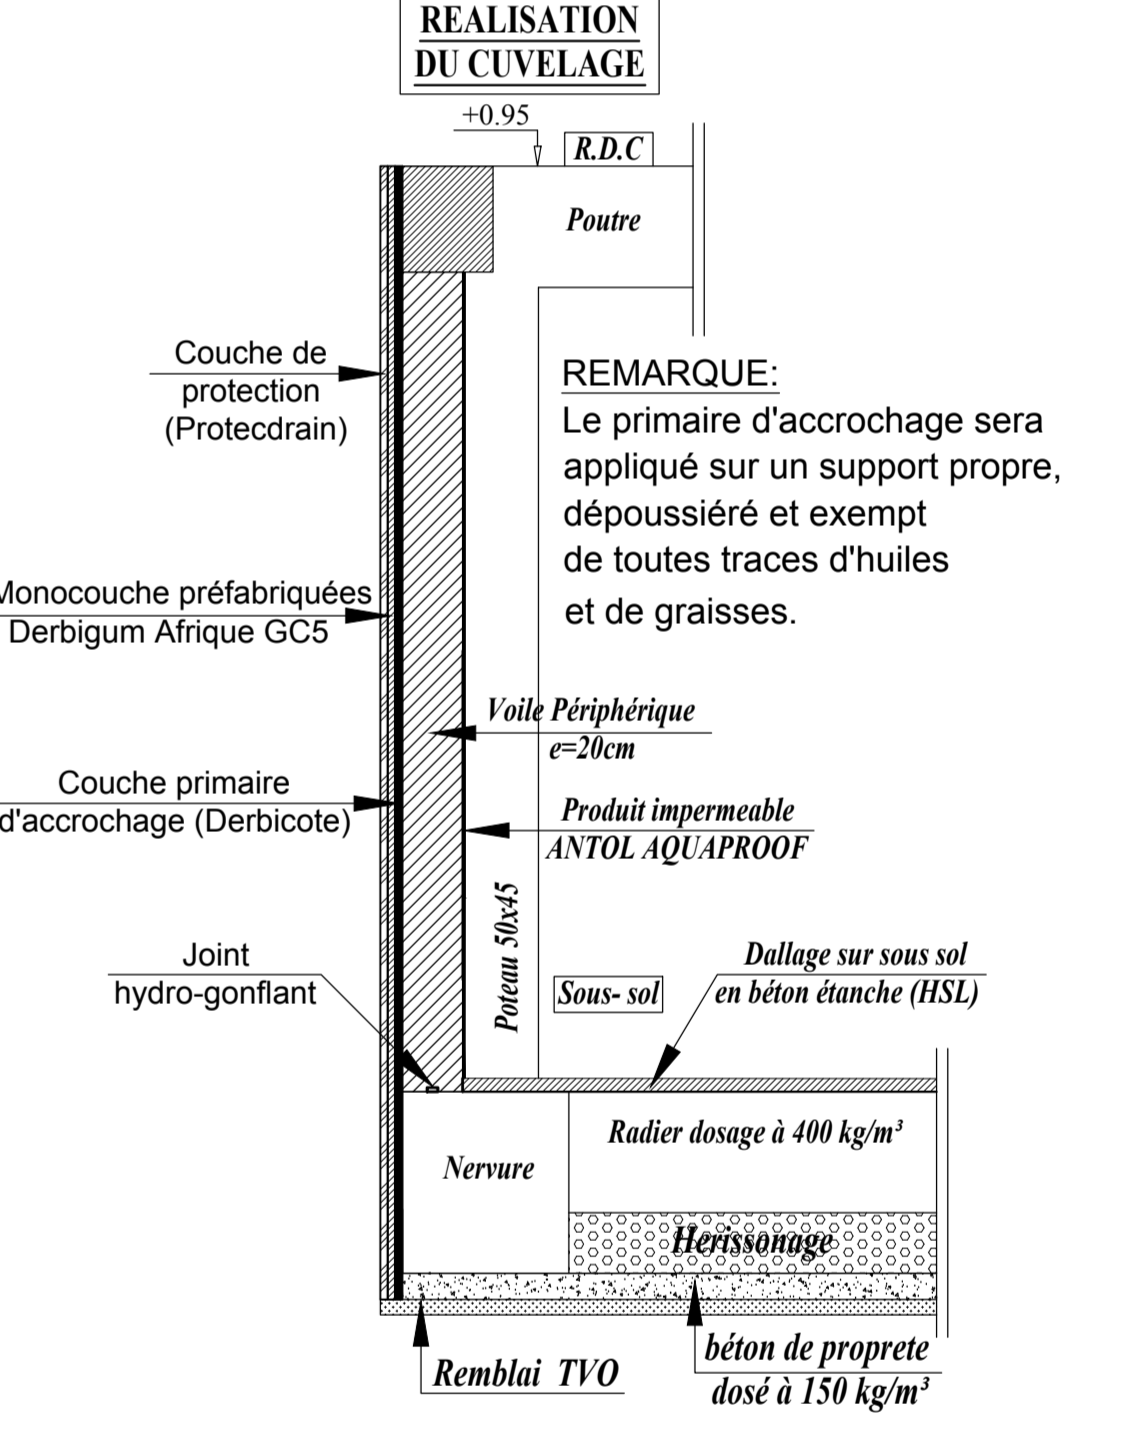 REALISATION
DU CUVELAGE
+0.95
R.D.C
Poutre
Couche de
protection
(Protecdrain)
REMARQUE:
Le primaire d'accrochage sera
appliqué sur un support propre,
dépoussiéré et exempt
de toutes traces d'huiles
et de graisses.
Monocouche préfabriquées
Derbigum Afrique GC5
Voile Périphérique
e=20cm
Couche primaire
d'accrochage (Derbicote)
Produit impermeable
ANTOL AQUAPROOF
Poteau 50x45
Joint
hydro-gonflant
Sous- sol
Dallage sur sous sol
en béton étanche (HSL)
Radier dosage à 400 kg/m³
Nervure
Herissonage
Remblai TVO
béton de proprete
dosé à 150 kg/m³